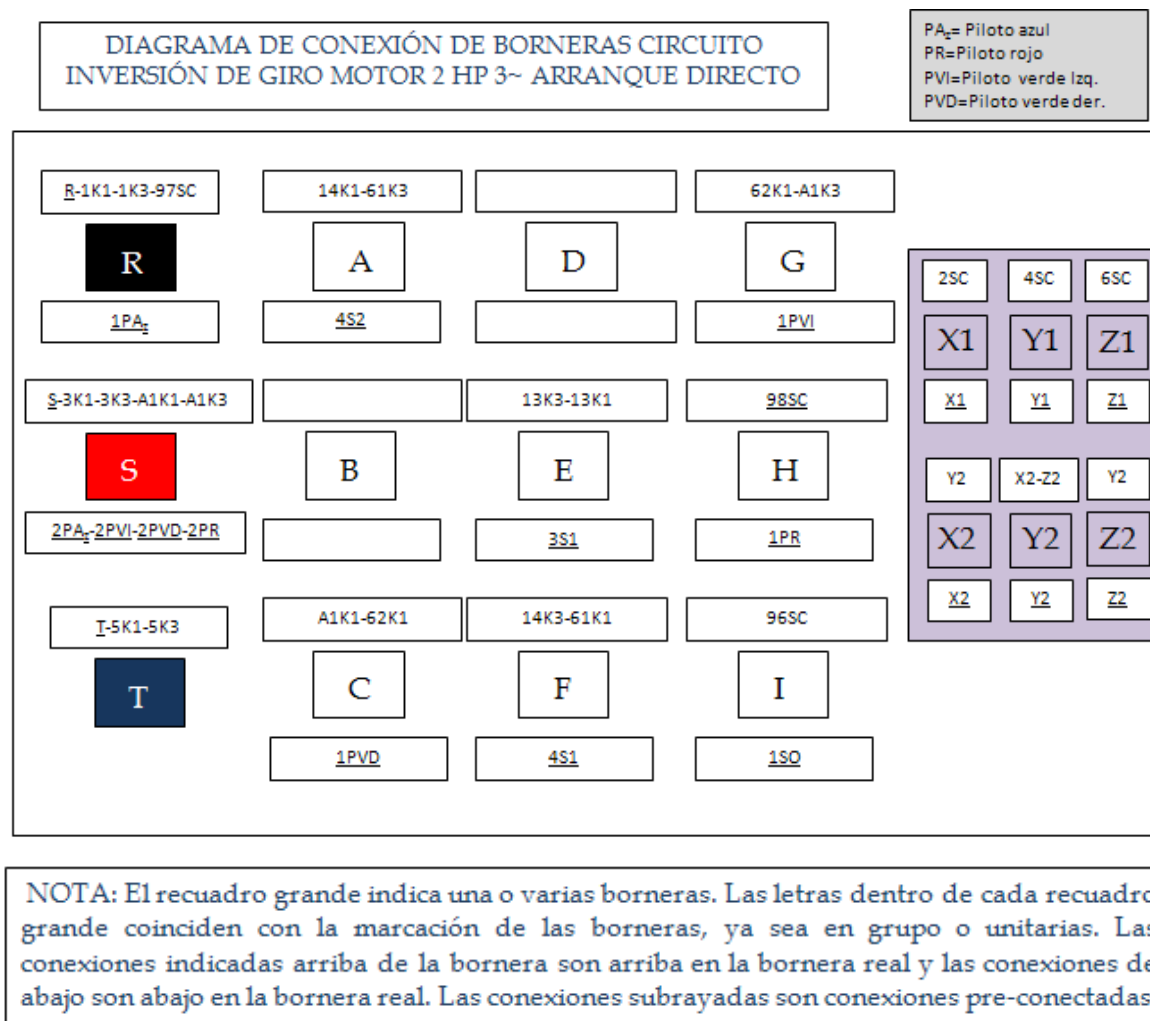 DIAGRAMA DE CONEXIÓN DE BORNERAS CIRCUITO
INVERSIÓN DE GIRO MOTOR 2 HP 3~ ARRANQUE DIRECTO
PAz= Piloto azul
PR=Piloto rojo
PVI=Piloto verde Izq.
PVD=Piloto verde der.
R-1K1-1K3-97SC
14K1-61K3
62K1-A1K3
R
A
D
G
1PAz
4S2
1PVI
S-3K1-3K3-A1K1-A1K3
13K3-13K1
98SC
S
B
E
H
2PAz-2PVI-2PVD-2PR
3S1
1PR
T-5K1-5K3
A1K1-62K1
14K3-61K1
96SC
T
C
F
I
1PVD
4S1
1SO
2SC
4SC
6SC
X1
Y1
Z1
X1
Y1
Z1
Y2
X2-Z2
Y2
X2
Y2
Z2
X2
Y2
Z2
NOTA: El recuadro grande indica una o varias borneras. Las letras dentro de cada recuadro
grande coinciden con la marcación de las borneras, ya sea en grupo o unitarias. Las
conexiones indicadas arriba de la bornera son arriba en la bornera real y las conexiones de
abajo son abajo en la bornera real. Las conexiones subrayadas son conexiones pre-conectadas